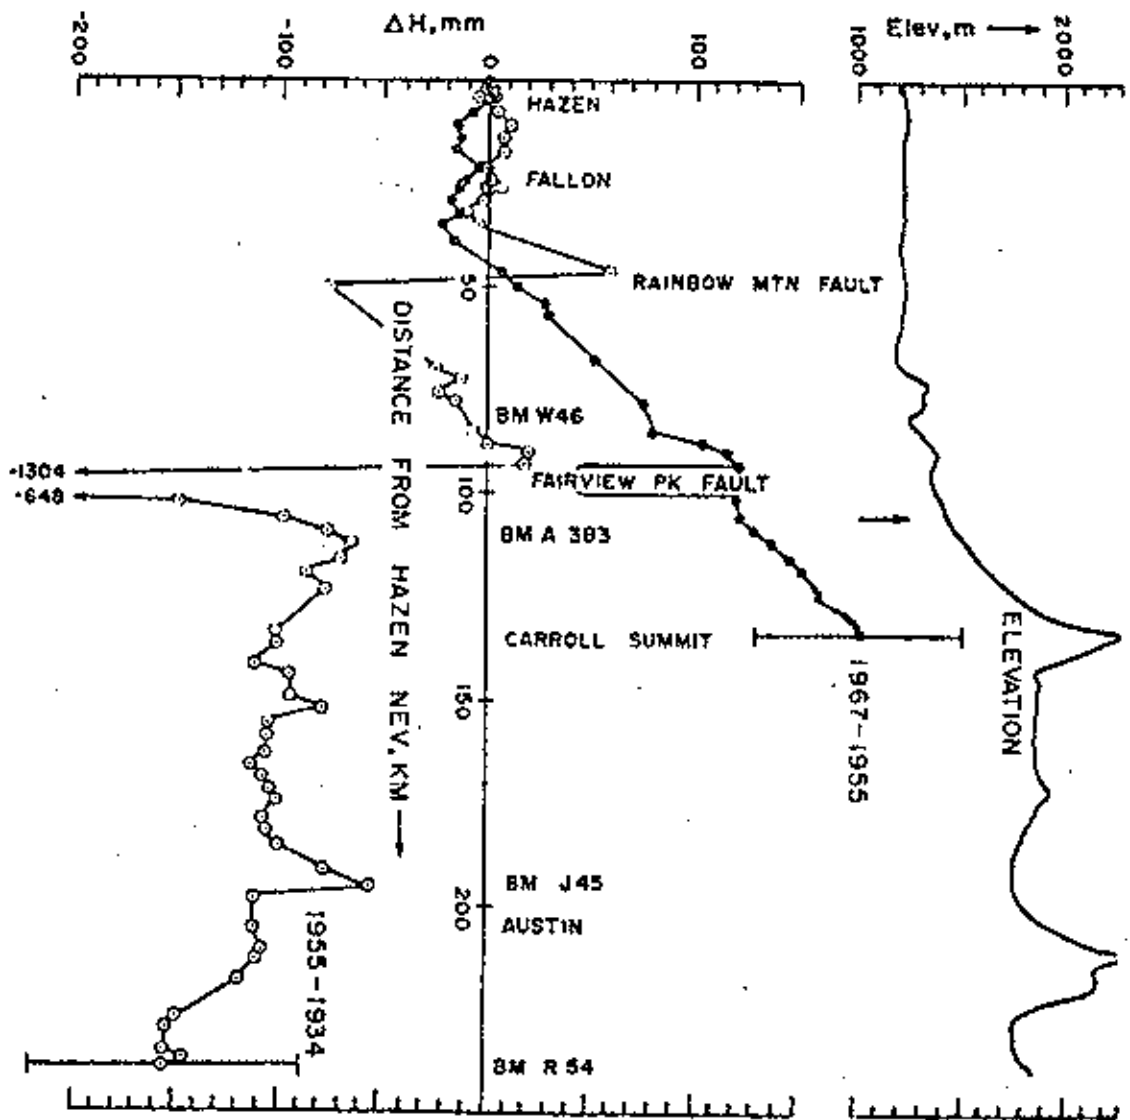 ΔH, mm
Elev, m
-200
-100
0
100
1000
2000
HAZEN
FALLON
RAINBOW MTN FAULT
50
BM W46
-1304
FAIRVIEW PK FAULT
-648
100
BM A 383
CARROLL SUMMIT
150
DISTANCE FROM HAZEN NEV, KM
1967-1955
ELEVATION
BM J45
200
AUSTIN
1955-1934
BM R 54